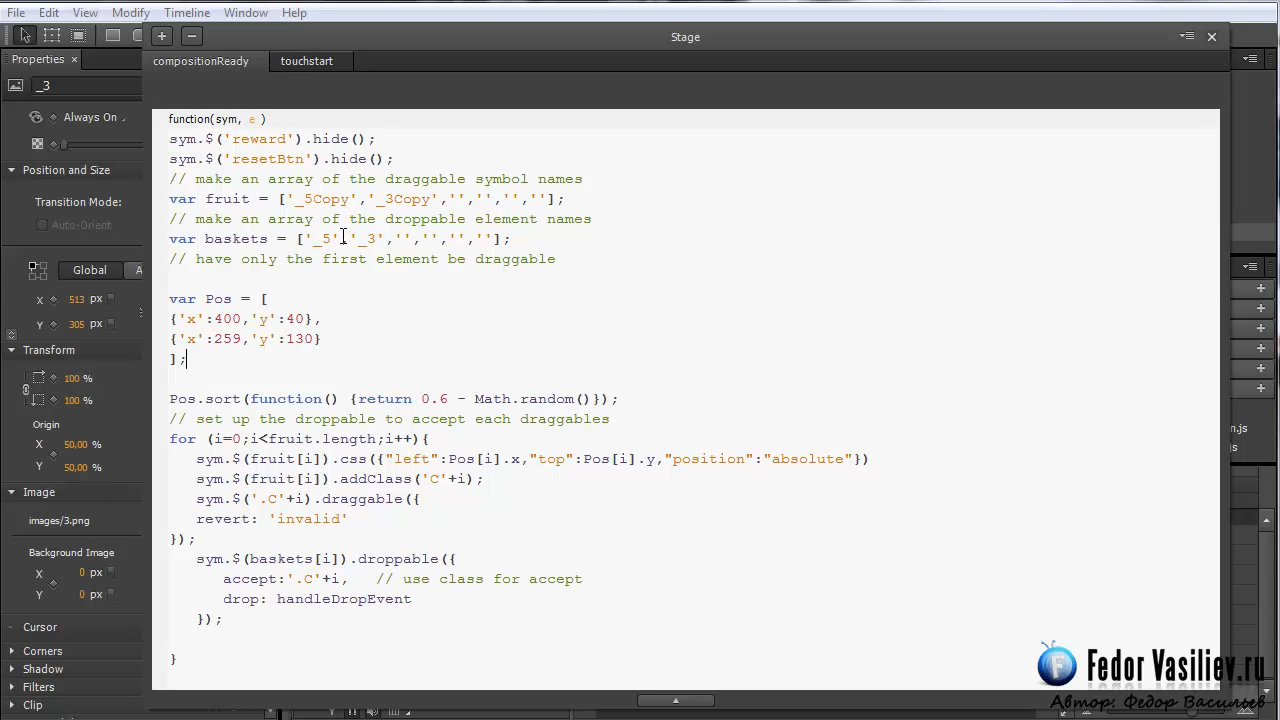 File Edit View Modify Timeline Window Help
Stage
Properties ×
compositionReady touchstart
_3
Always On
function(sym, e )
sym.$('reward').hide();
sym.$('resetBtn').hide();
// make an array of the draggable symbol names
var fruit = ['_5Copy','_3Copy','','','',''];
// make an array of the droppable element names
var baskets = ['_5','_3','','','',''];
// have only the first element be draggable
var Pos = [
{'x':400,'y':40},
{'x':259,'y':130}
];
Pos.sort(function() {return 0.6 - Math.random()});
// set up the droppable to accept each draggables
for (i=0;i<fruit.length;i++){
sym.$(fruit[i]).css({"left":Pos[i].x,"top":Pos[i].y,"position":"absolute"})
sym.$(fruit[i]).addClass('C'+i);
sym.$('.C'+i).draggable({
revert: 'invalid'
});
sym.$(baskets[i]).droppable({
accept:'.C'+i, // use class for accept
drop: handleDropEvent
});
}
Position and Size
Transition Mode:
Auto-Orient
Global A
X 513 px
Y 305 px
Transform
100 %
100 %
Origin
X 50,00 %
Y 50,00 %
Image
images/3.png
Background Image
X 0 px
Y 0 px
Cursor
Corners
Shadow
Filters
Clip
n.js
js
Fedor Vasiliev.ru
Автор: Федор Васильев